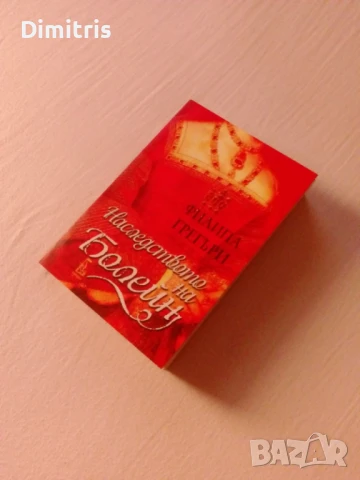 Dimitris
ФИЛИПА
ГРЕГЪРИ
Наследството
на
Болейн
BAZAR